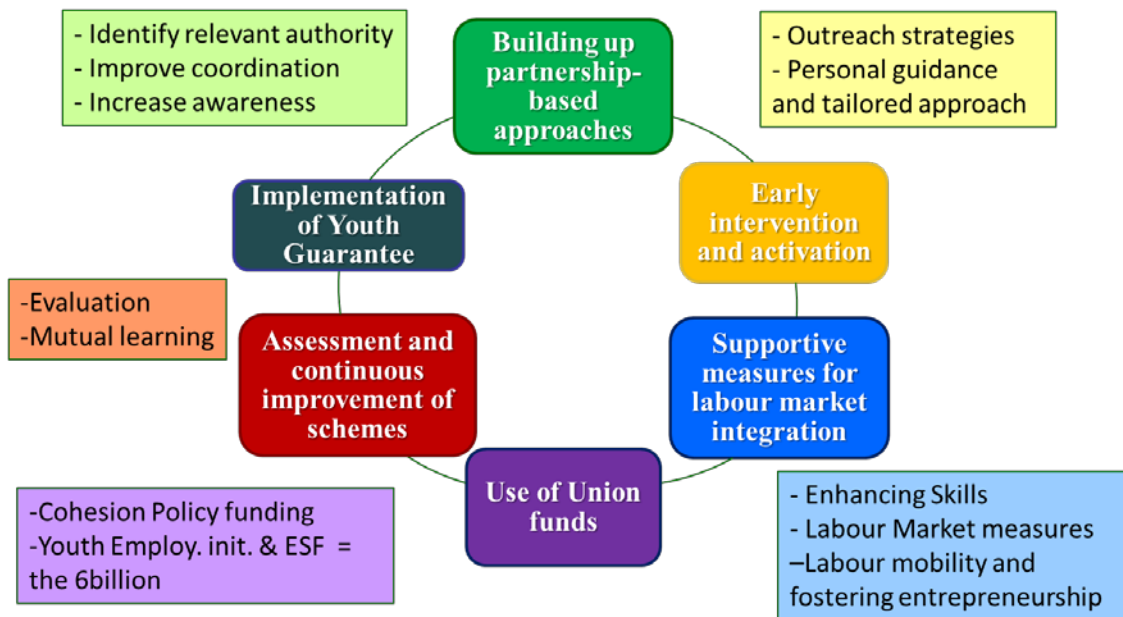 - Identify relevant authority
- Improve coordination
- Increase awareness
Building up
partnership-
based
approaches
- Outreach strategies
- Personal guidance
and tailored approach
Implementation
of Youth
Guarantee
Early
intervention
and activation
-Evaluation
-Mutual learning
Assessment and
continuous
improvement of
schemes
Supportive
measures for
labour market
integration
Use of Union
funds
-Cohesion Policy funding
-Youth Employ. init. & ESF =
the 6billion
- Enhancing Skills
- Labour Market measures
–Labour mobility and
fostering entrepreneurship